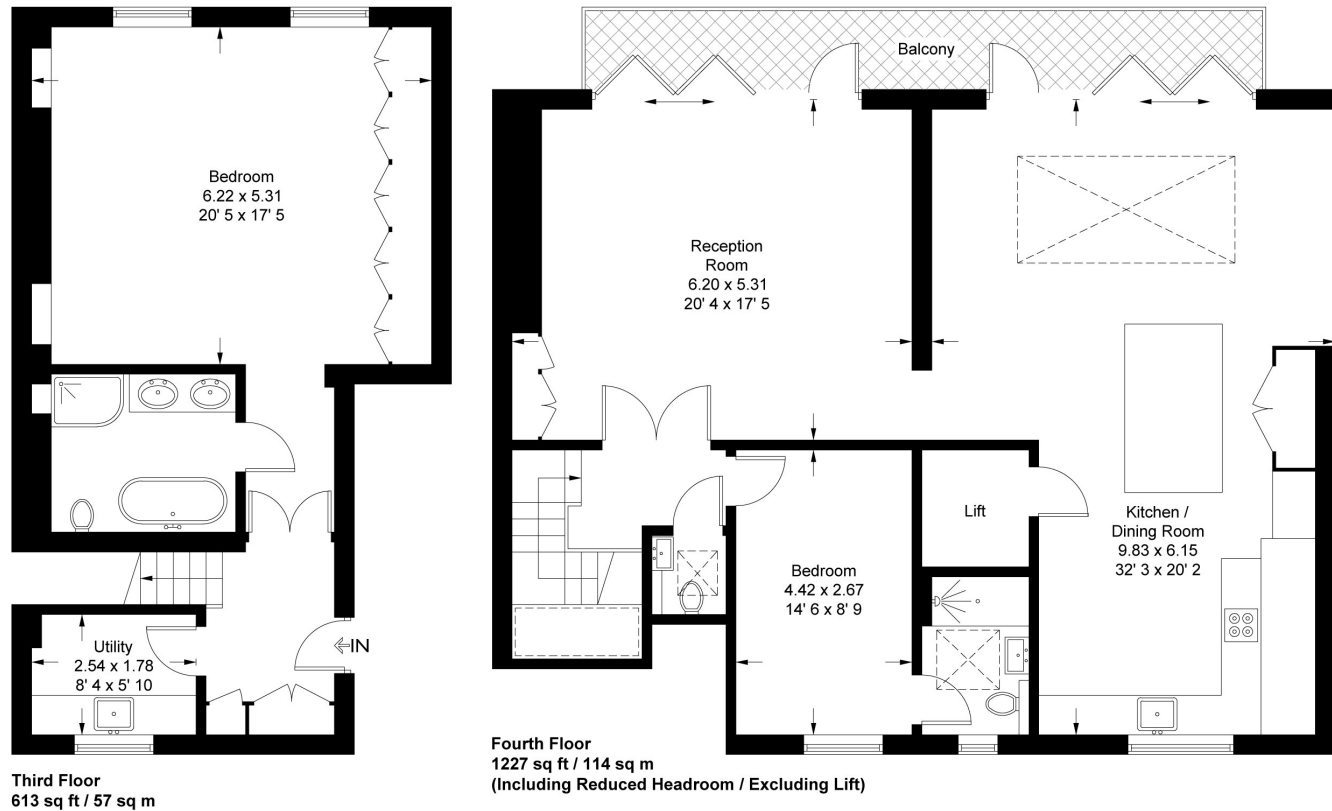 Bedroom
6.22 x 5.31
20' 5 x 17' 5
Utility
2.54 x 1.78
8' 4 x 5' 10
IN
Third Floor
613 sq ft / 57 sq m
Balcony
Reception
Room
6.20 x 5.31
20' 4 x 17' 5
Lift
Kitchen /
Dining Room
9.83 x 6.15
32' 3 x 20' 2
Bedroom
4.42 x 2.67
14' 6 x 8' 9
Fourth Floor
1227 sq ft / 114 sq m
(Including Reduced Headroom / Excluding Lift)